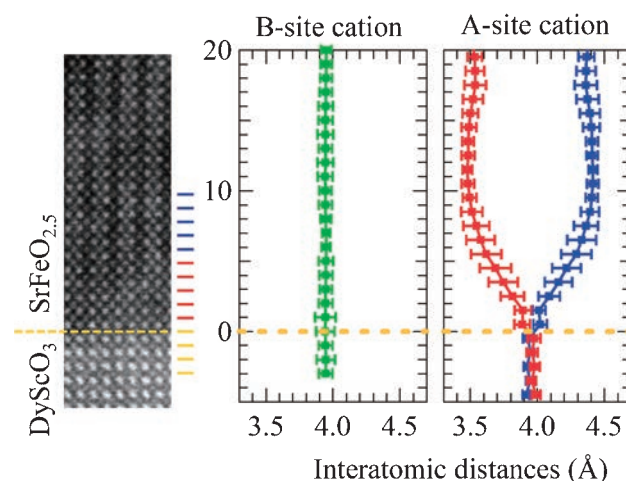 B-site cation
A-site cation
20
10
0
SrFeO2.5
DyScO3
3.5 4.0 4.5
3.5 4.0 4.5
Interatomic distances (Å)